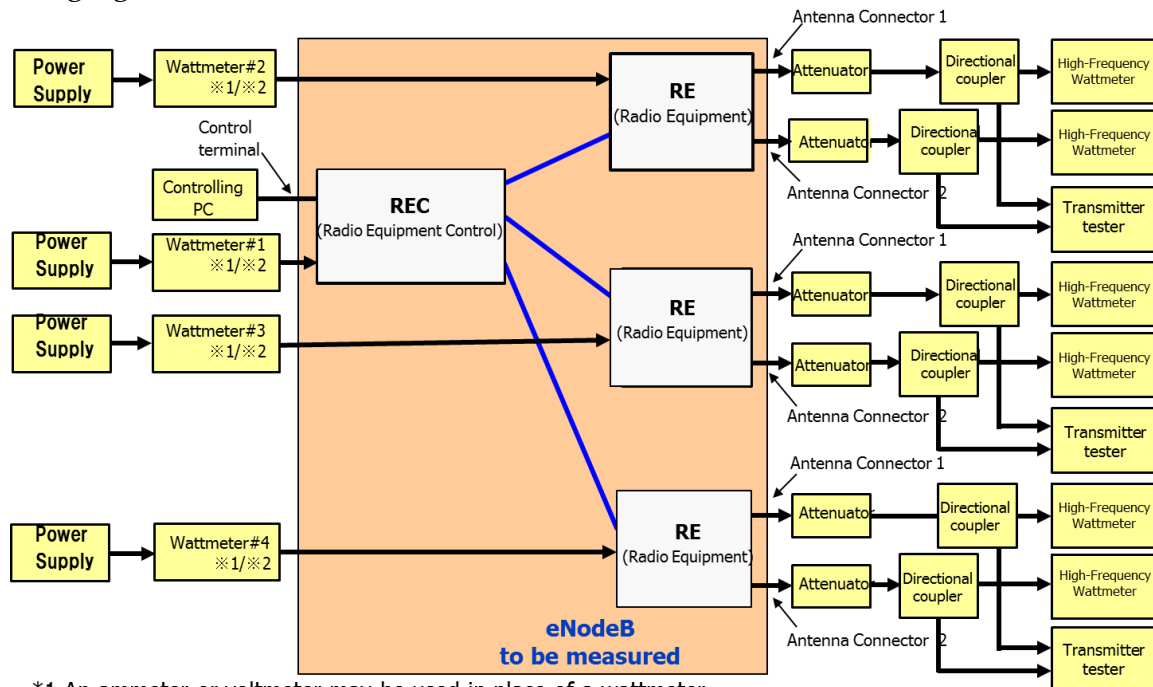 Antenna Connector 1
Power
Supply
Wattmeter#2
※1/※2
RE
(Radio Equipment)
Attenuator
Directional
coupler
High-Frequency
Wattmeter
Control
terminal
Attenuator
Directional
coupler
High-Frequency
Wattmeter
Antenna Connector 2
Controlling
PC
REC
(Radio Equipment Control)
Transmitter
tester
Power
Supply
Wattmeter#1
※1/※2
Antenna Connector 1
RE
(Radio Equipment)
Attenuator
Directional
coupler
High-Frequency
Wattmeter
Power
Supply
Wattmeter#3
※1/※2
Attenuator
Directional
coupler
High-Frequency
Wattmeter
Antenna Connector 2
Transmitter
tester
Antenna Connector 1
Power
Supply
Wattmeter#4
※1/※2
RE
(Radio Equipment)
Attenuator
Directional
coupler
High-Frequency
Wattmeter
Attenuator
Directional
coupler
High-Frequency
Wattmeter
Antenna Connector 2
Transmitter
tester
eNodeB
to be measured